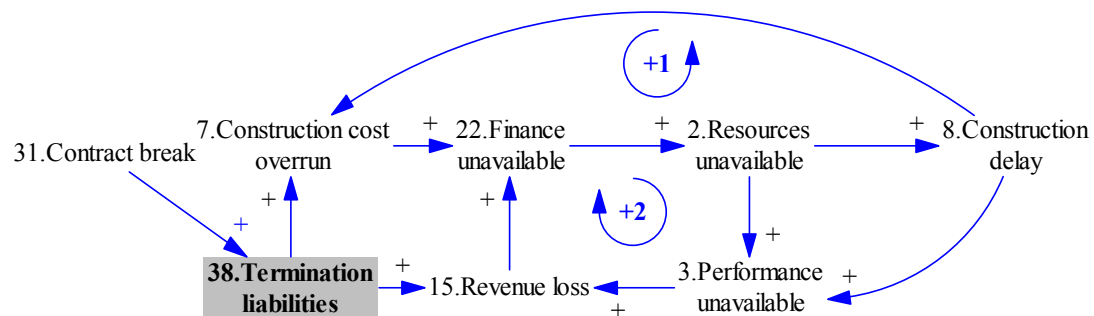 +1
7.Construction cost
overrun
+
22.Finance
unavailable
+
2.Resources
unavailable
+
8.Construction
delay
31.Contract break
+
+
+
+2
+
38.Termination
liabilities
+
15.Revenue loss
+
3.Performance
unavailable
+